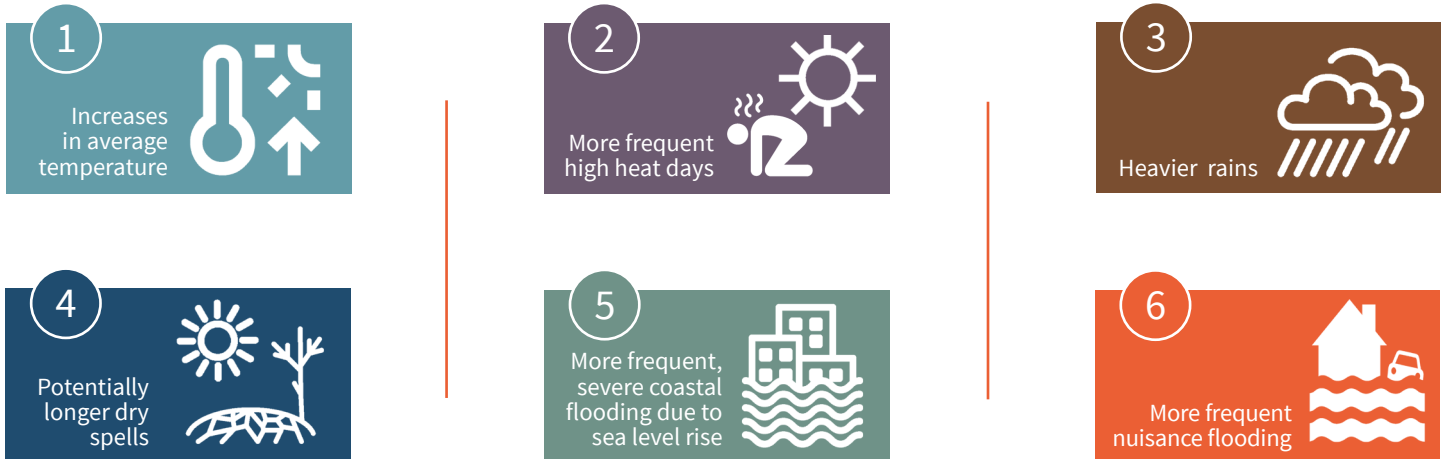 1
Increases
in average
temperature
2
More frequent
high heat days
3
Heavier rains
4
Potentially
longer dry
spells
5
More frequent,
severe coastal
flooding due to
sea level rise
6
More frequent
nuisance flooding